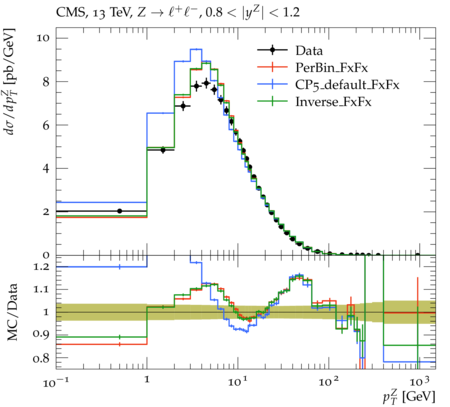 CMS, 13 TeV, Z → ℓ⁺ℓ⁻, 0.8 < |y^Z| < 1.2
dσ/dp_T^Z [pb/GeV]
10
8
6
4
2
0
Data
PerBin_FxFx
CP5_default_FxFx
Inverse_FxFx
MC/Data
1.2
1.1
1
0.9
0.8
10⁻¹ 1 10¹ 10² 10³
p_T^Z [GeV]